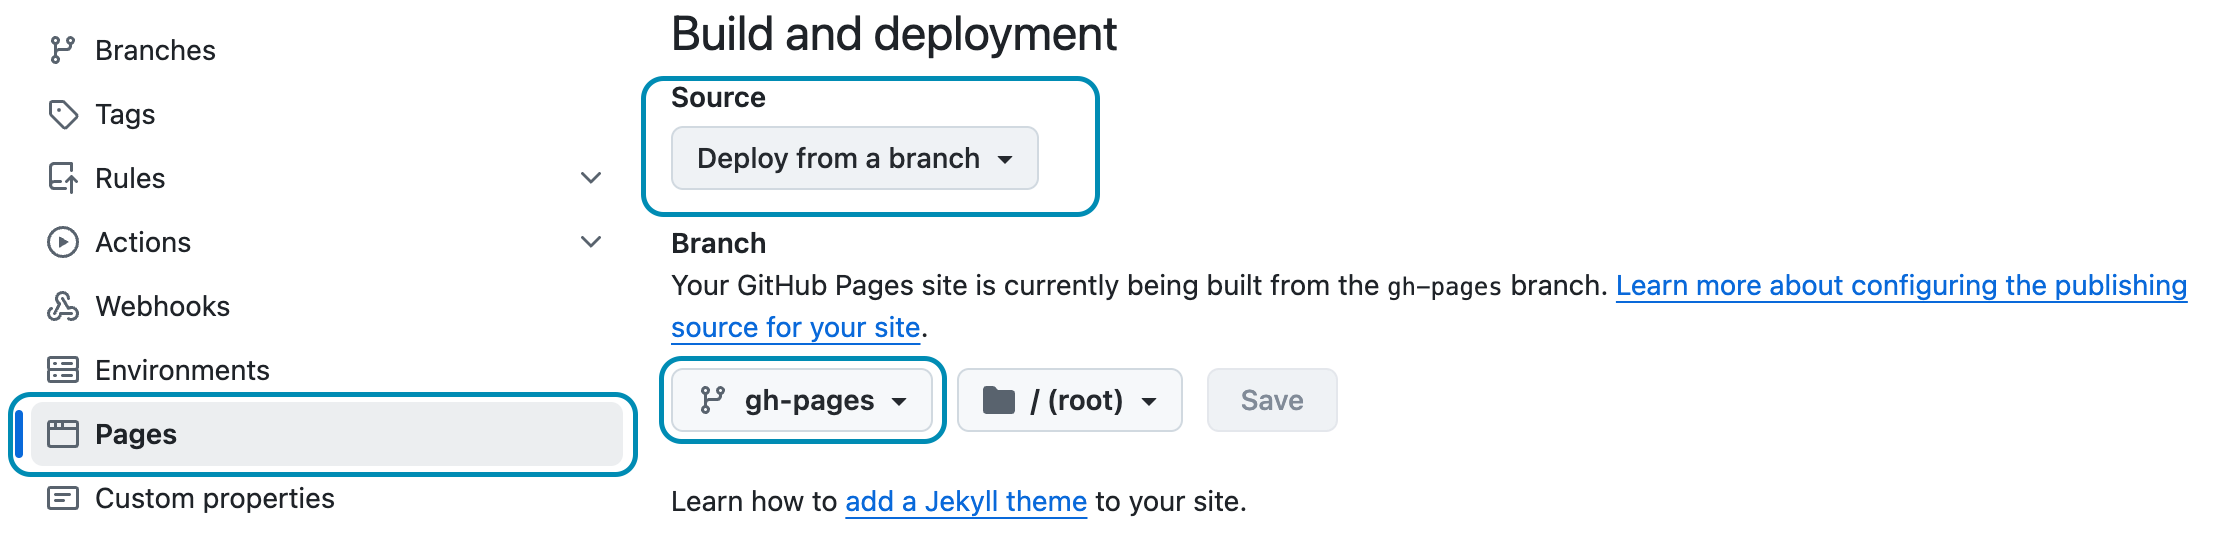 Branches
Tags
Rules
Actions
Webhooks
Environments
Pages
Custom properties
Build and deployment
Source
Deploy from a branch
Branch
Your GitHub Pages site is currently being built from the gh-pages branch. Learn more about configuring the publishing
source for your site.
gh-pages / (root) Save
Learn how to add a Jekyll theme to your site.